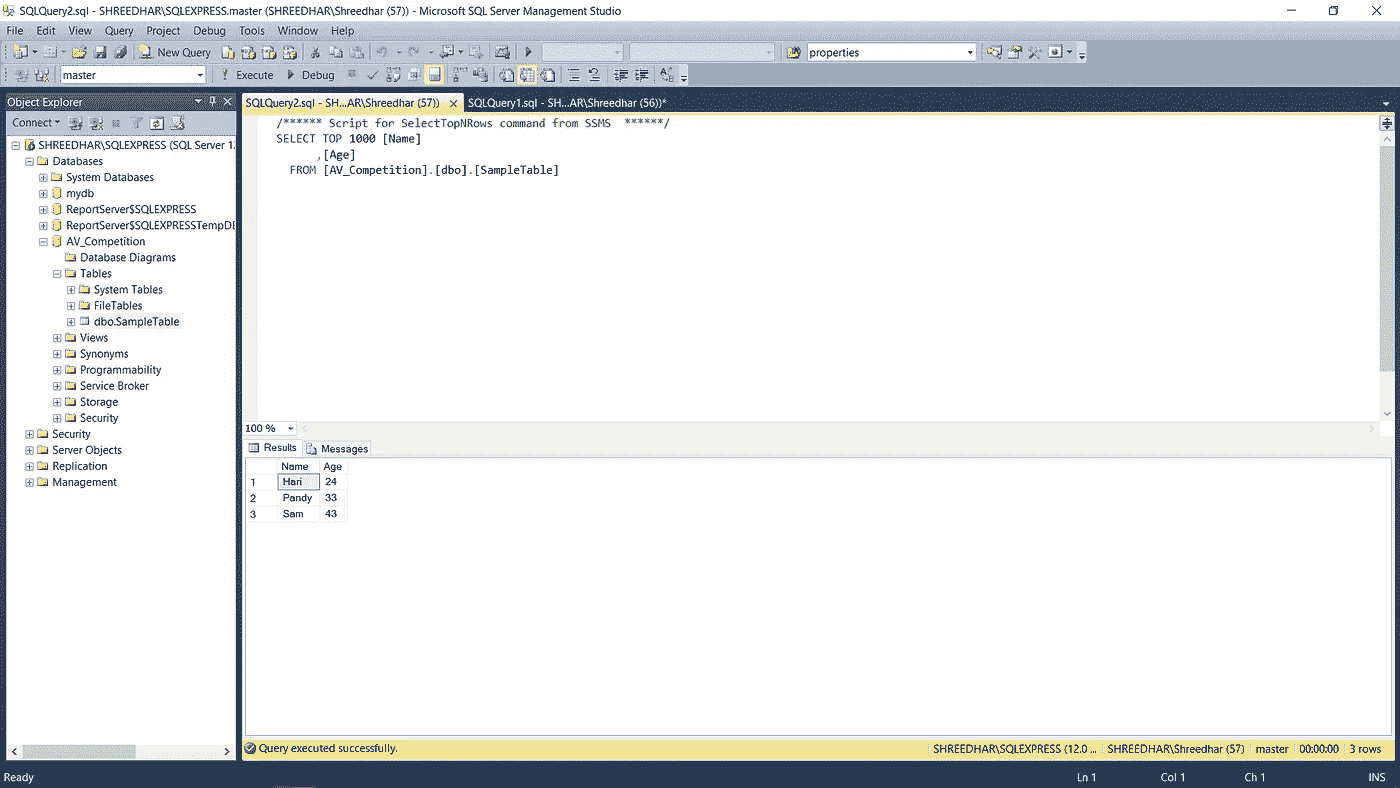 SQLQuery2.sql - SHREEDHAR\SQLEXPRESS.master (SHREEDHAR\Shreedhar (57)) - Microsoft SQL Server Management Studio
File Edit View Query Project Debug Tools Window Help
New Query properties
master Execute Debug
Object Explorer
Connect
SHREEDHAR\SQLEXPRESS (SQL Server 1
Databases
System Databases
mydb
ReportServer$SQLEXPRESS
ReportServer$SQLEXPRESSTempDB
AV_Competition
Database Diagrams
Tables
System Tables
FileTables
dbo.SampleTable
Views
Synonyms
Programmability
Service Broker
Storage
Security
Security
Server Objects
Replication
Management
SQLQuery2.sql - SH...AR\Shreedhar (57)) SQLQuery1.sql - SH...AR\Shreedhar (56))*
/****** Script for SelectTopNRows command from SSMS ******/
SELECT TOP 1000 [Name]
,[Age]
FROM [AV_Competition].[dbo].[SampleTable]
100 %
Results Messages
Name Age
1 Hari 24
2 Pandy 33
3 Sam 43
Query executed successfully. SHREEDHAR\SQLEXPRESS (12.0 ... SHREEDHAR\Shreedhar (57) master 00:00:00 3 rows
Ready Ln 1 Col 1 Ch 1 INS